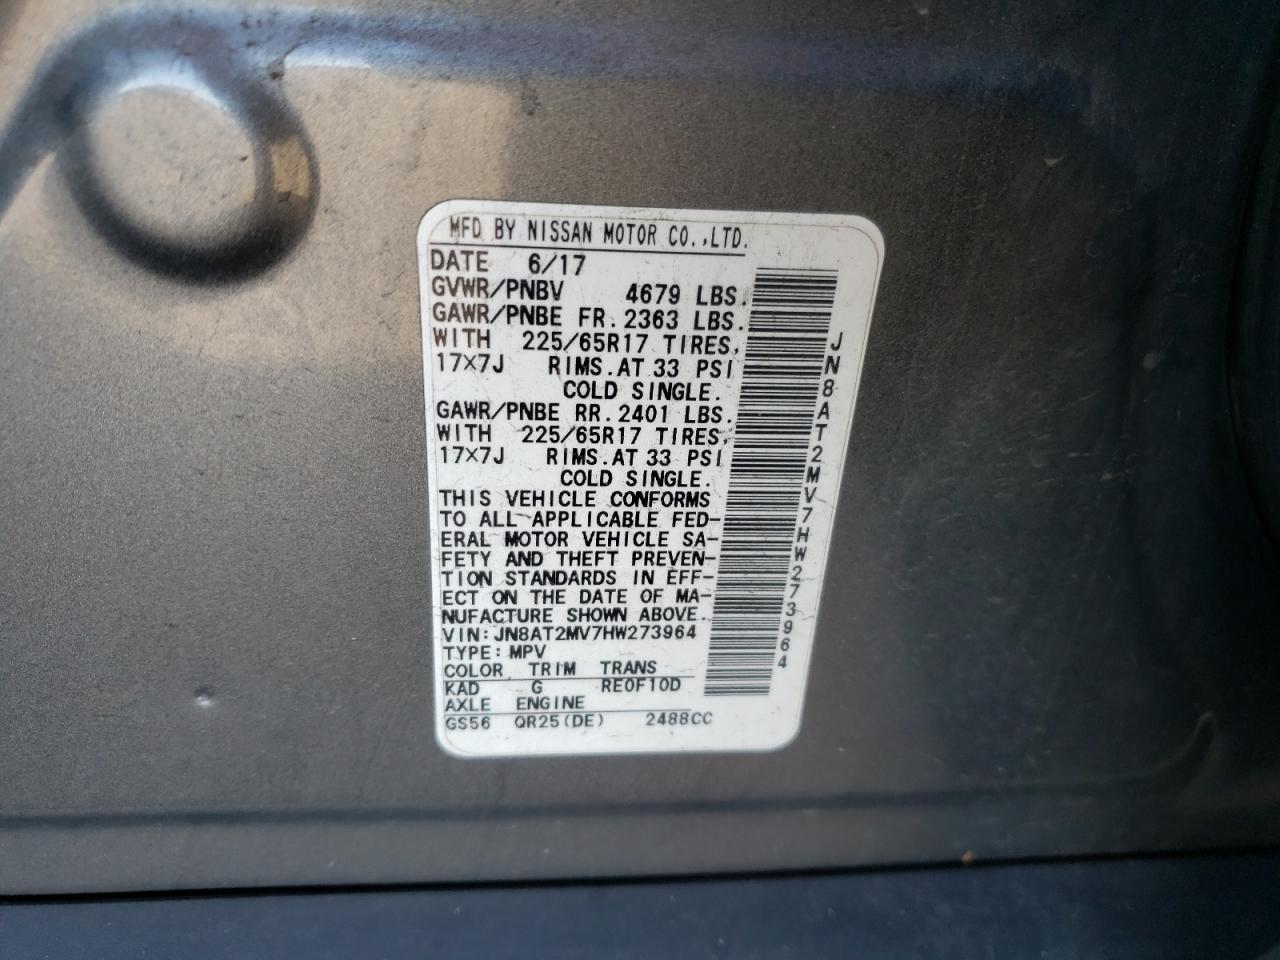 MFD BY NISSAN MOTOR CO.,LTD.
DATE 6/17
GVWR/PNBV 4679 LBS.
GAWR/PNBE FR.2363 LBS.
WITH 225/65R17 TIRES,
17×7J RIMS.AT 33 PSI
COLD SINGLE.
GAWR/PNBE RR.2401 LBS.
WITH 225/65R17 TIRES,
17×7J RIMS.AT 33 PSI
COLD SINGLE.
THIS VEHICLE CONFORMS
TO ALL APPLICABLE FED-
ERAL MOTOR VEHICLE SA-
FETY AND THEFT PREVEN-
TION STANDARDS IN EFF-
ECT ON THE DATE OF MA-
NUFACTURE SHOWN ABOVE.
VIN:JN8AT2MV7HW273964
TYPE:MPV
COLOR TRIM TRANS
KAD G RE0F10D
AXLE ENGINE
GS56 QR25(DE) 2488CC
JN8AT2MV7HW273964